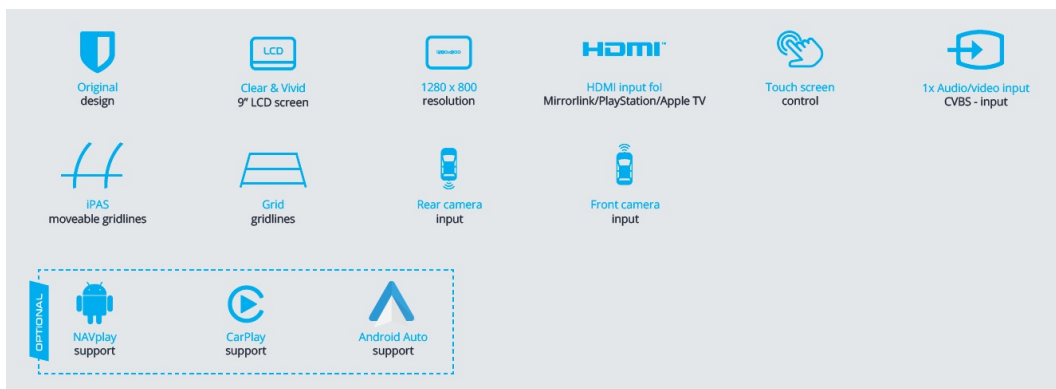 LCD
1280x800
HDMI
Original
design
Clear & Vivid
9" LCD screen
1280 x 800
resolution
HDMI input fol
Mirrorlink/PlayStation/Apple TV
Touch screen
control
1x Audio/video input
CVBS - input
iPAS
moveable gridlines
Grid
gridlines
Rear camera
input
Front camera
input
OPTIONAL
NAVplay
support
CarPlay
support
Android Auto
support